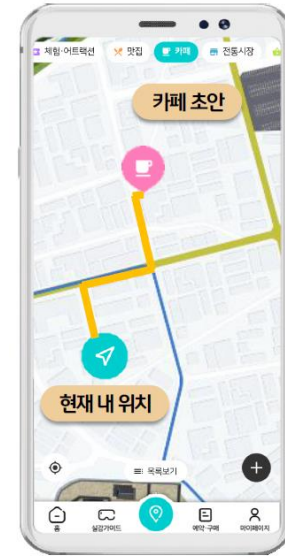 체험·어트랙션 맛집 카페 전통시장
카페 초안
현재 내 위치
목록보기
홈 실감가이드 예약·구매 마이페이지